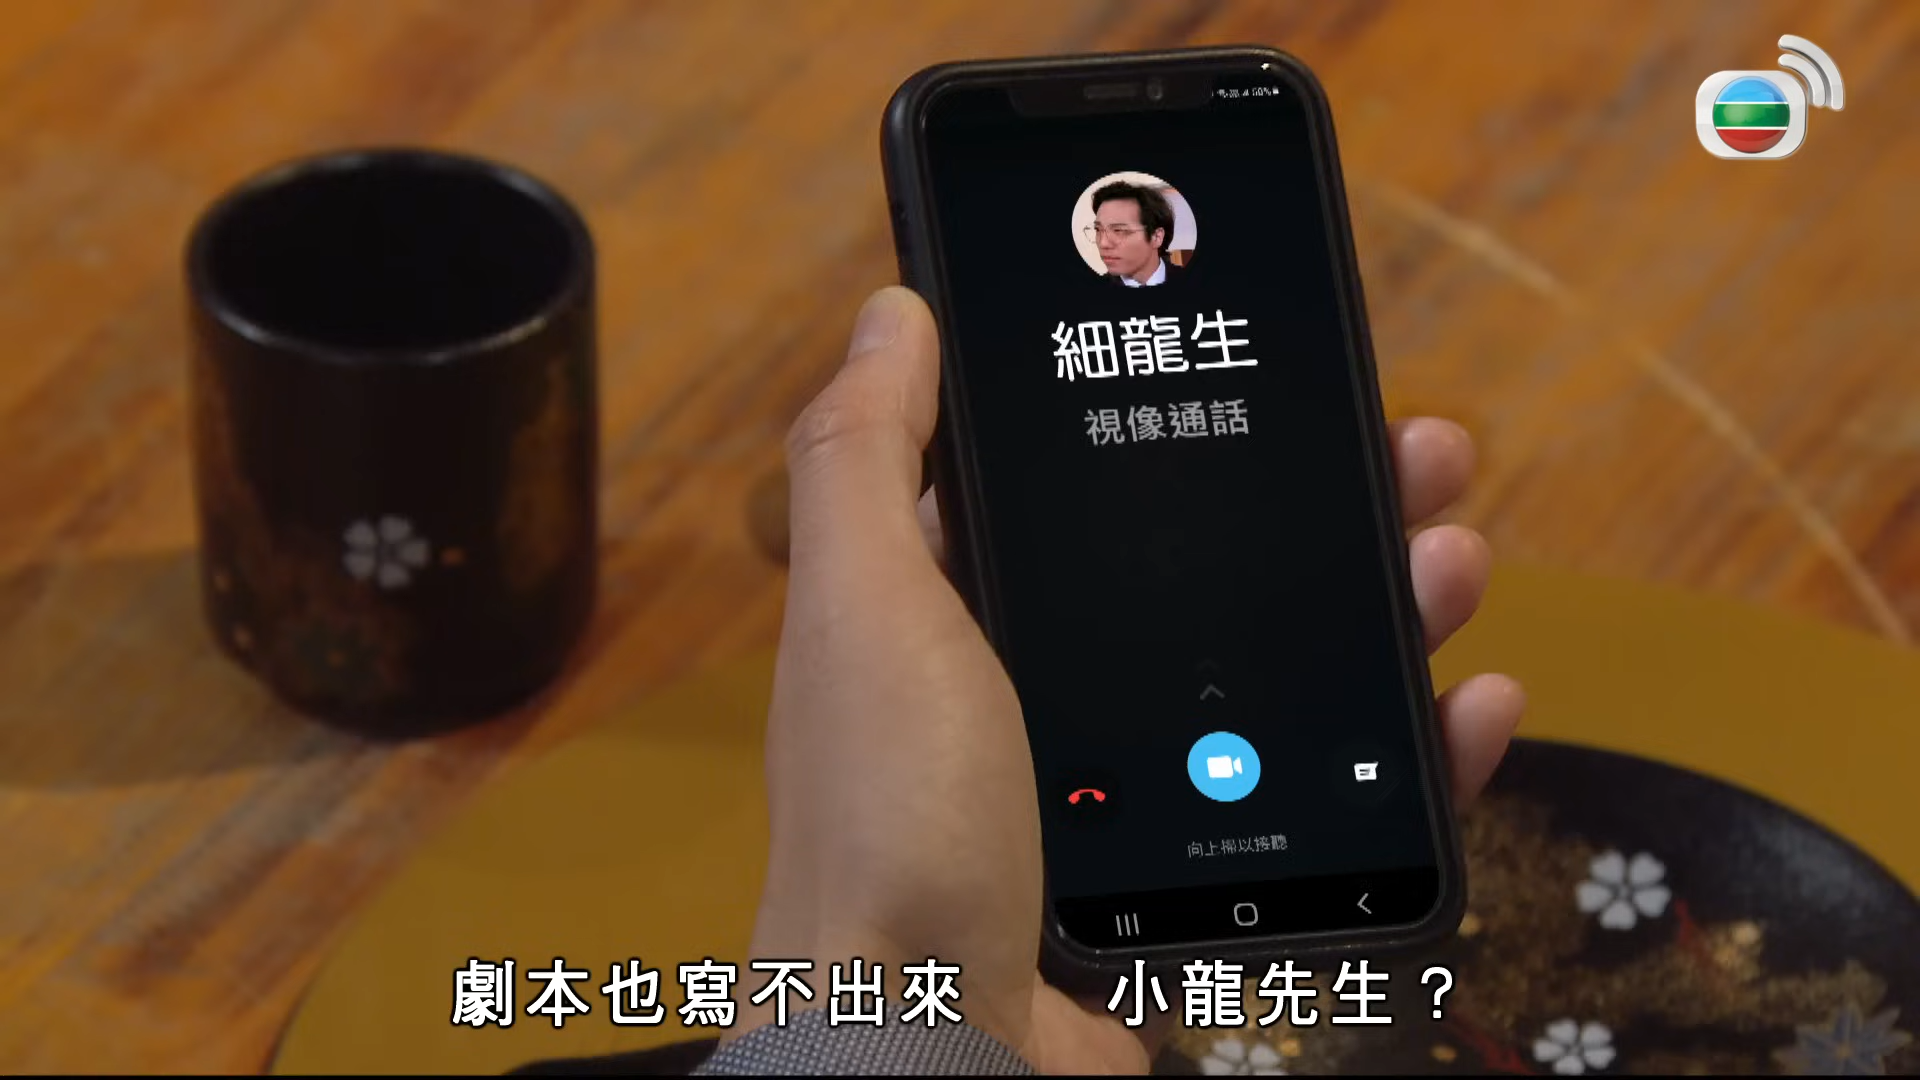 60%
細龍生
視像通話
向上掃以接聽
劇本也寫不出來 小龍先生？